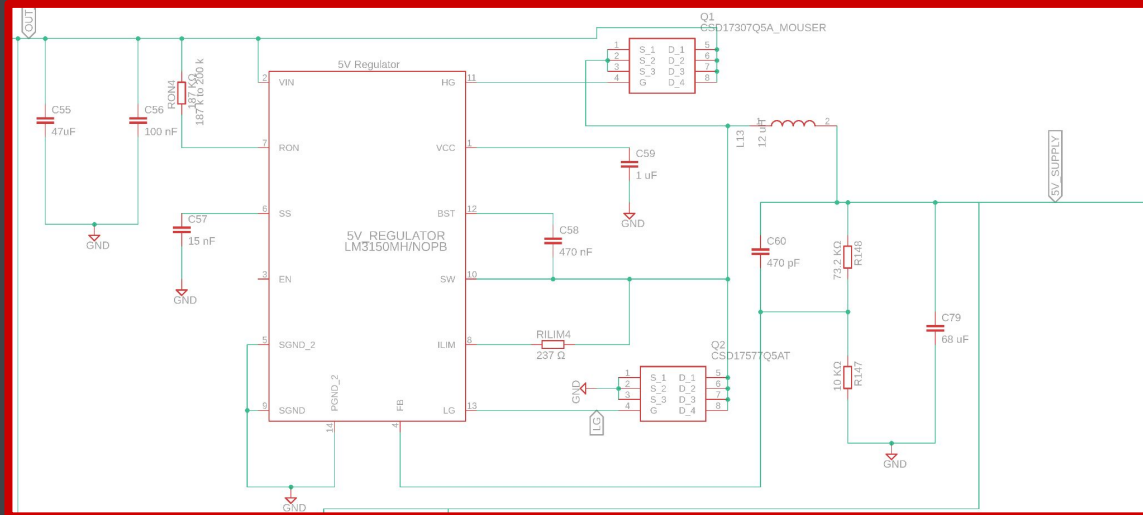 OUT
Q1
CSD17307Q5A_MOUSER
1 S_1 D_1 5
2 S_2 D_2 6
3 S_3 D_3 7
4 G D_4 8
5V Regulator
2 VIN
HG 11
C55
47uF
C56
100 nF
RON4
187 KΩ
187 k to 200 k
L13
12 uH
1
2
7 RON
VCC 1
C59
1 uF
GND
5V_SUPPLY
6 SS
BST 12
C57
15 nF
GND
GND
5V_REGULATOR
LM3150MH/NOPB
C58
470 nF
C60
470 pF
73.2 KΩ
R148
3 EN
SW 10
5 SGND_2
ILIM 8
RILIM4
237 Ω
C79
68 uF
Q2
CSD17577Q5AT
GND
1 S_1 D_1 5
2 S_2 D_2 6
3 S_3 D_3 7
4 G D_4 8
10 KΩ
R147
9 SGND
PGND_2
14
FB
4
LG 13
LG
GND
GND